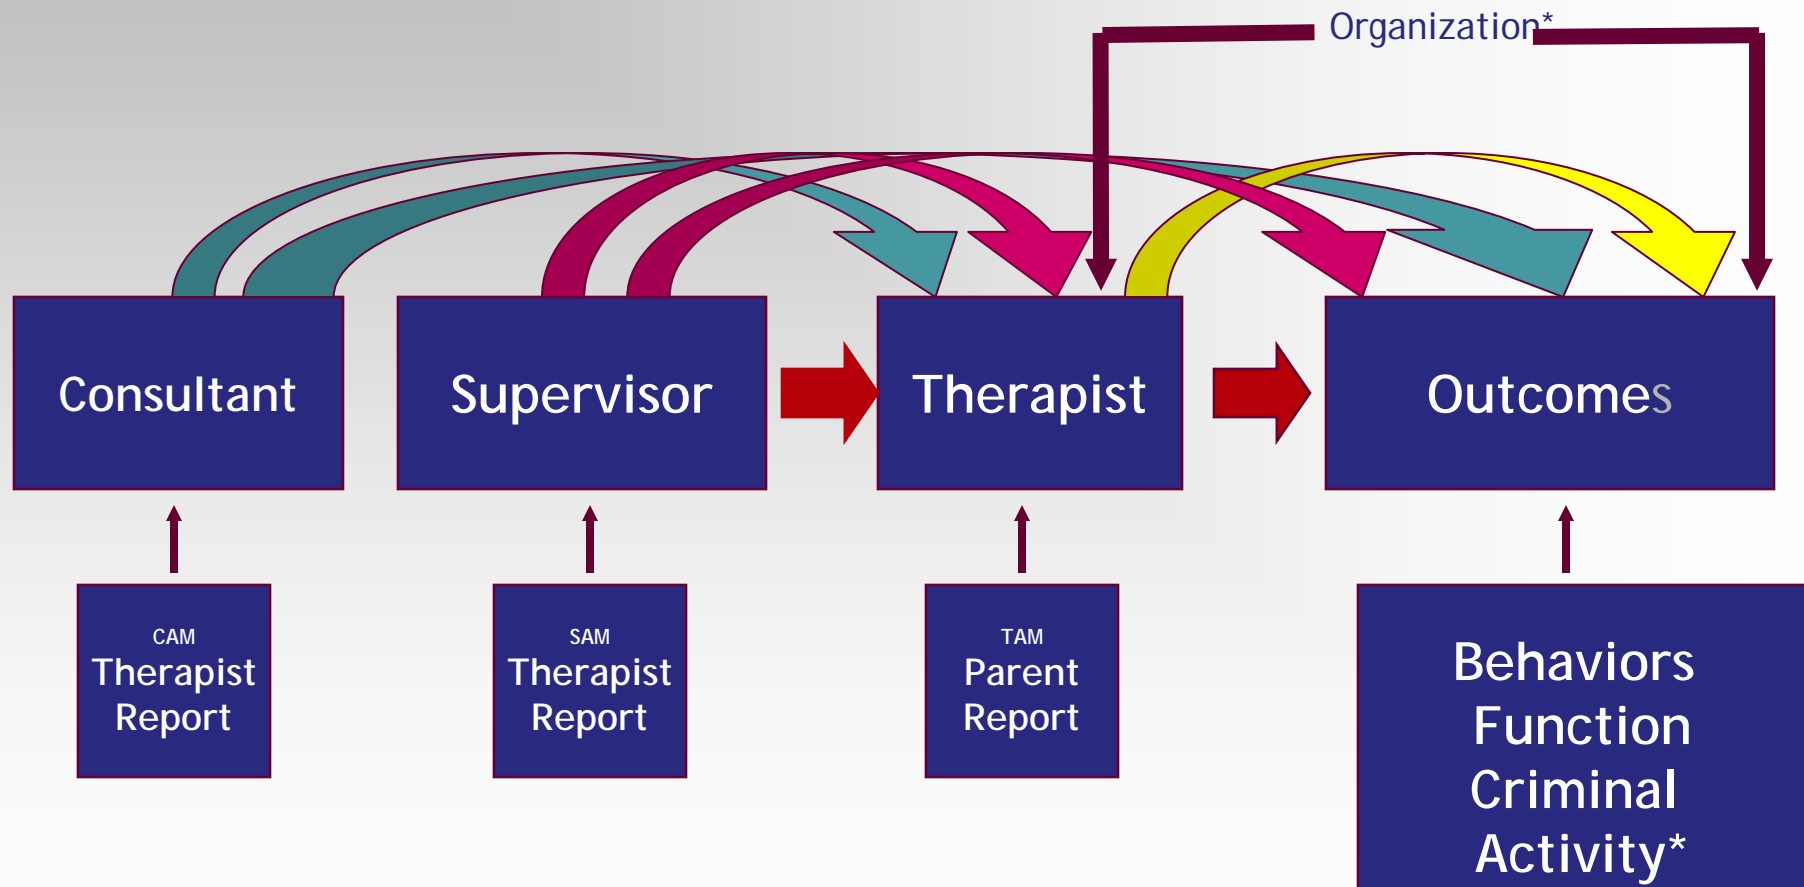 Organization*
Consultant
Supervisor
Therapist
Outcomes
CAM
Therapist
Report
SAM
Therapist
Report
TAM
Parent
Report
Behaviors
Function
Criminal
Activity*